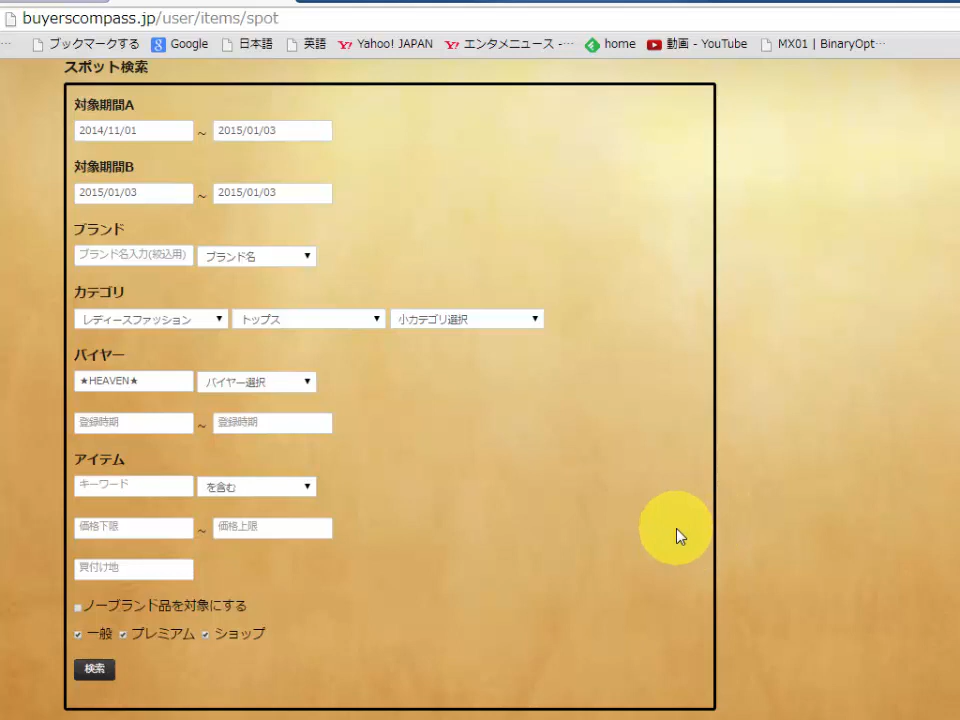 buyerscompass.jp/user/items/spot
… ブックマークする Google 日本語 英語 Yahoo! JAPAN エンタメニュース -… home 動画 - YouTube MX01 | BinaryOpt…
スポット検索
対象期間A
2014/11/01 ~ 2015/01/03
対象期間B
2015/01/03 ~ 2015/01/03
ブランド
ブランド名入力(絞込用) ブランド名
カテゴリ
レディースファッション トップス 小カテゴリ選択
バイヤー
★HEAVEN★ バイヤー選択
登録時期 ~ 登録時期
アイテム
キーワード を含む
価格下限 ~ 価格上限
買付け地
ノーブランド品を対象にする
一般 プレミアム ショップ
検索